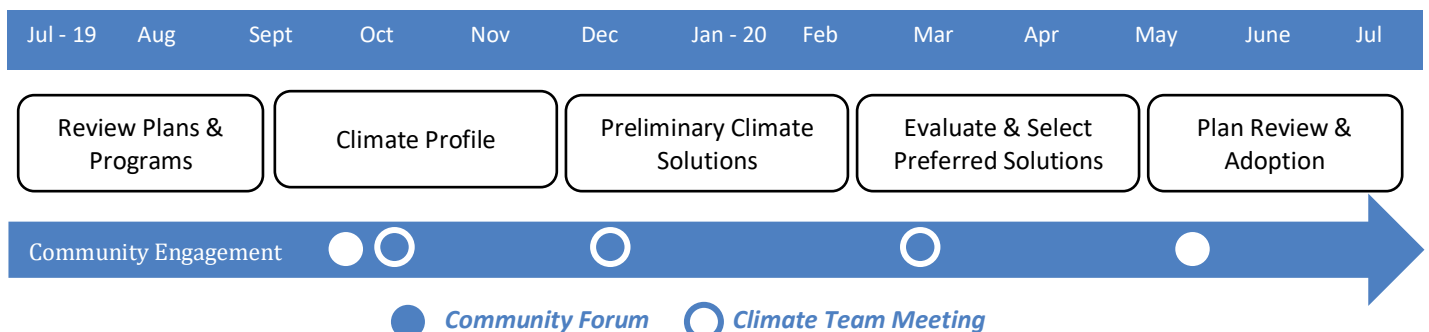 Jul - 19 Aug Sept Oct Nov Dec Jan - 20 Feb Mar Apr May June Jul
Review Plans &
Programs
Climate Profile
Preliminary Climate
Solutions
Evaluate & Select
Preferred Solutions
Plan Review &
Adoption
Community Engagement
Community Forum Climate Team Meeting